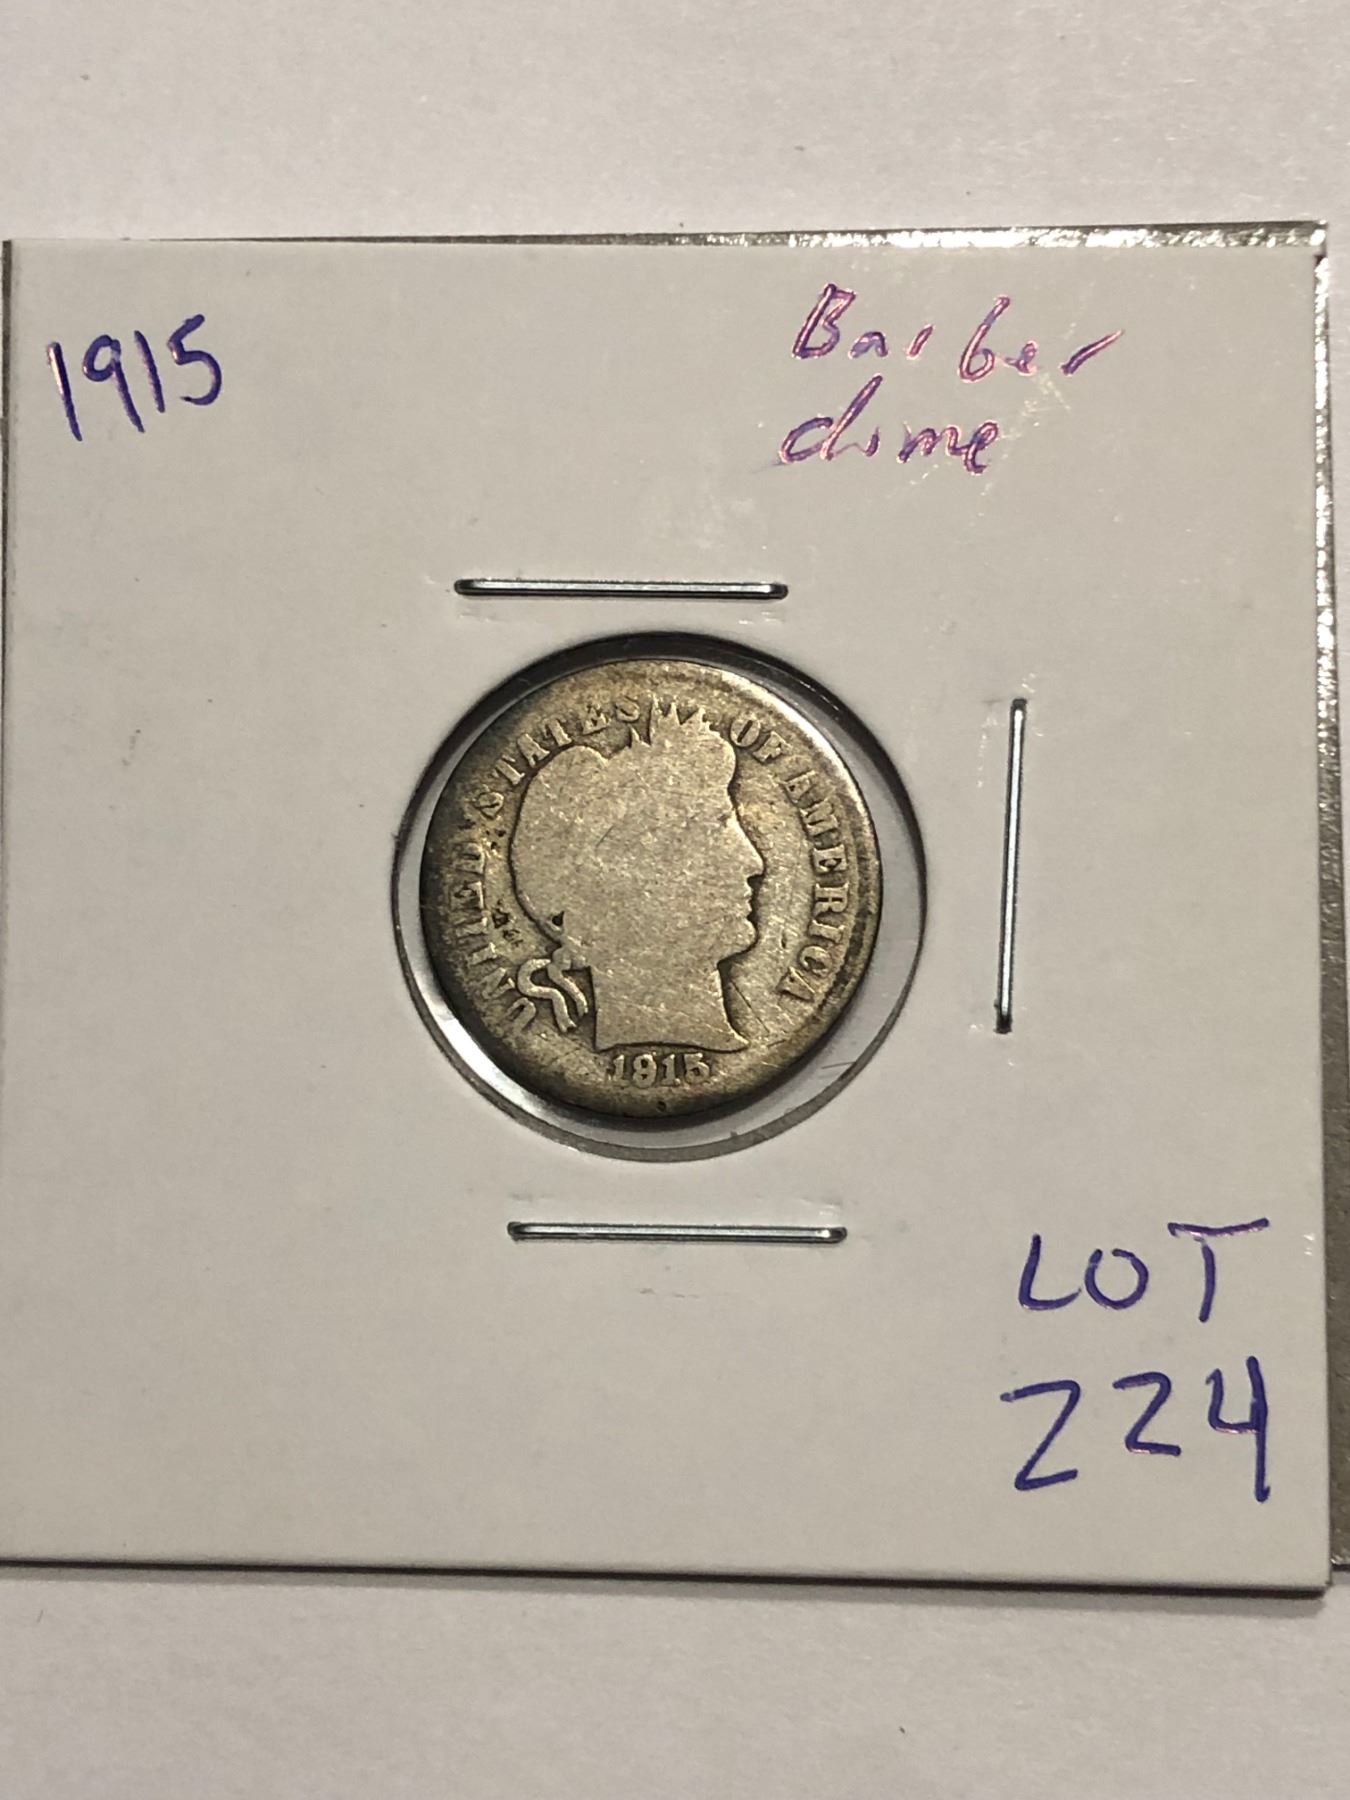 1915
Barber
dime
UNITED STATES OF AMERICA
1915
LOT
224